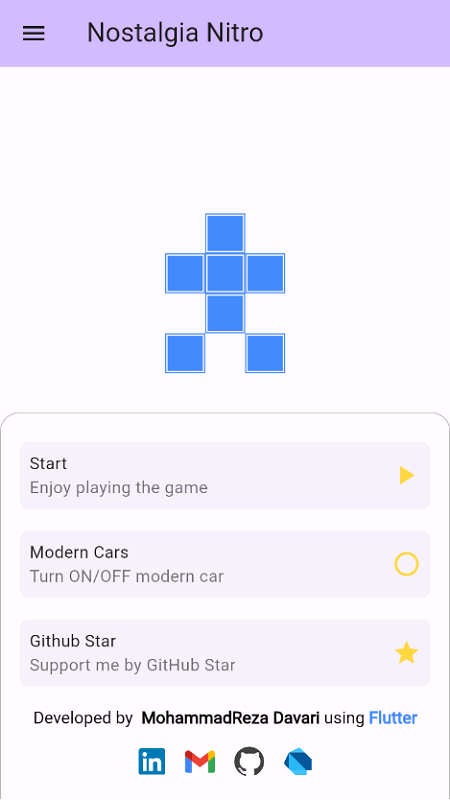 Nostalgia Nitro
Start
Enjoy playing the game
Modern Cars
Turn ON/OFF modern car
Github Star
Support me by GitHub Star
Developed by MohammadReza Davari using Flutter
in